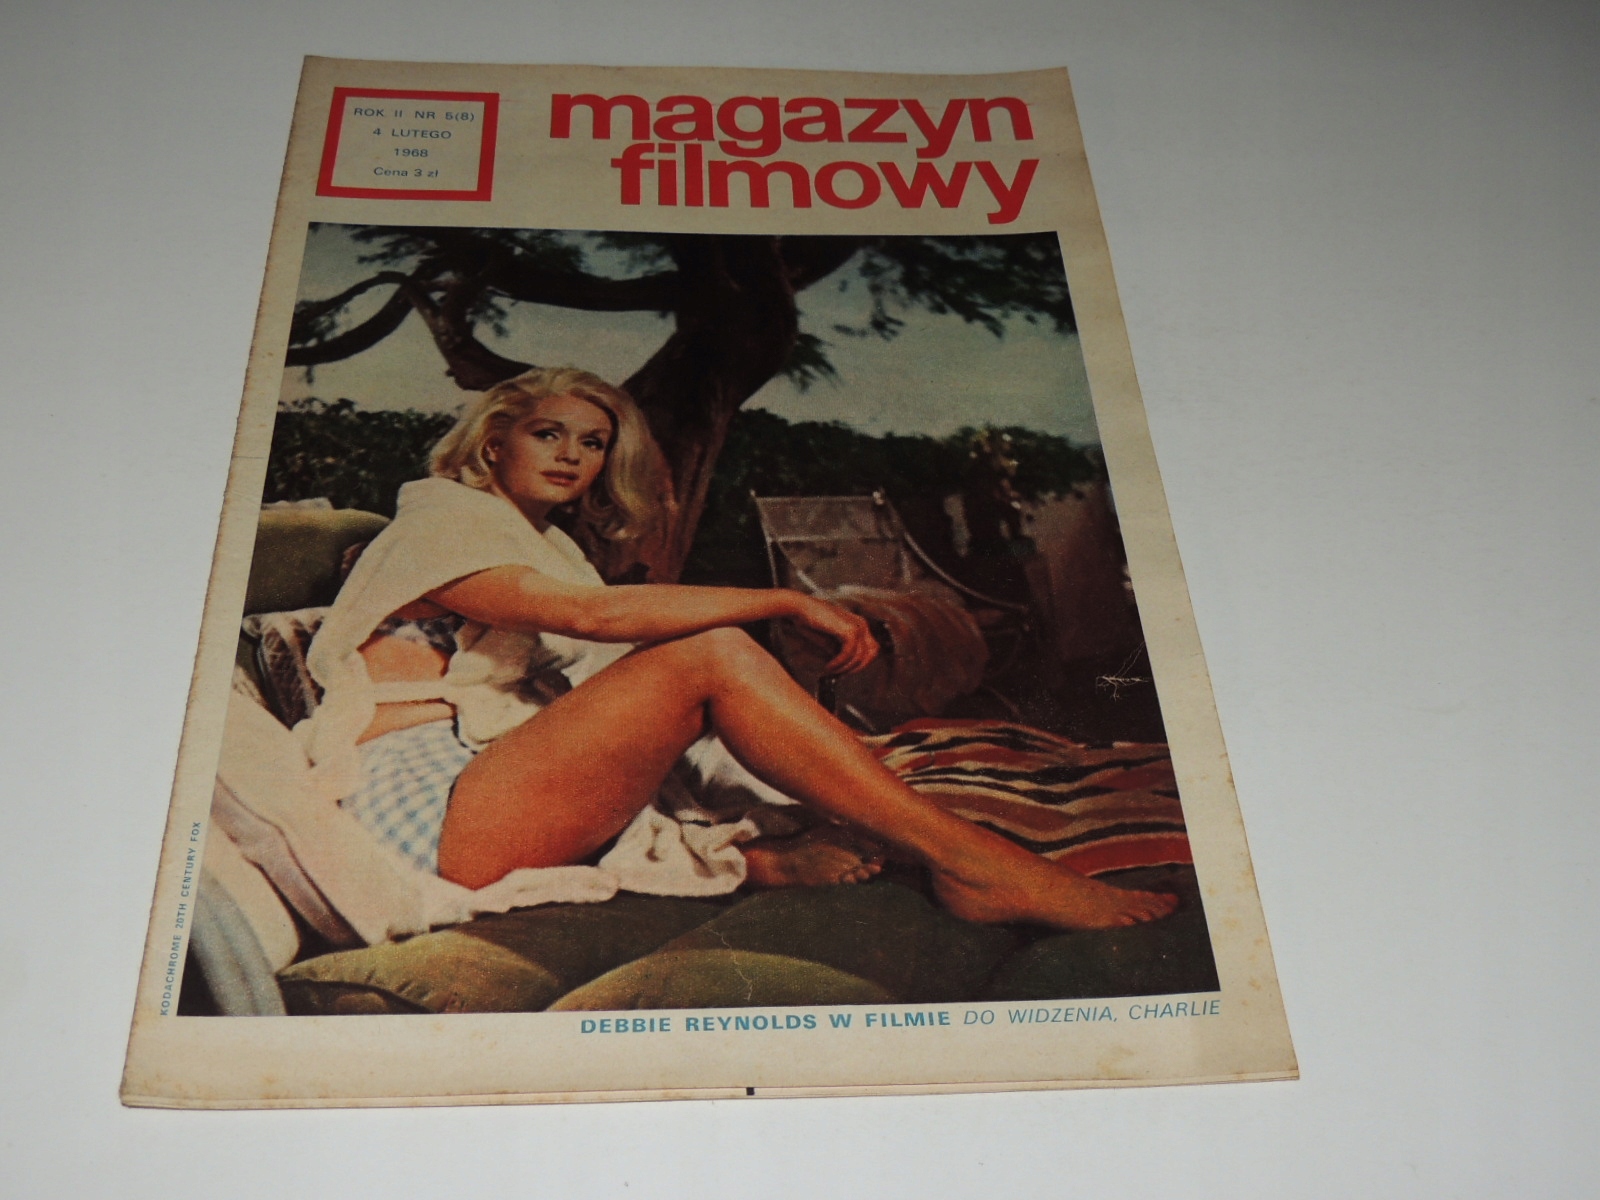 ROK II NR 5(8)
4 LUTEGO
1968
Cena 3 zł
magazyn
filmowy
KODACHROME 20TH CENTURY FOX
DEBBIE REYNOLDS W FILMIE DO WIDZENIA, CHARLIE